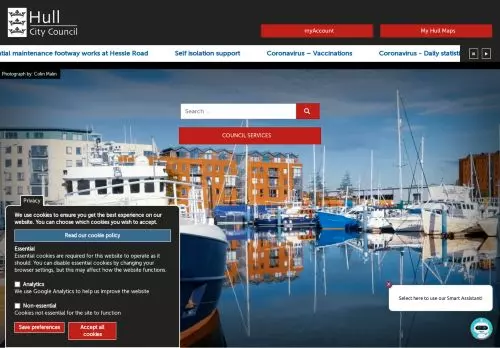 Hull
City Council
myAccount
My Hull Maps
ntial maintenance footway works at Hessle Road
Self isolation support
Coronavirus – Vaccinations
Coronavirus - Daily statisti
Photograph by: Colin Malin
Search ...
COUNCIL SERVICES
Privacy
We use cookies to ensure you get the best experience on our
website. You can choose which cookies you wish to accept.
Read our cookie policy
Essential
Essential cookies are required for this website to operate as it
should. You can disable essential cookies by changing your
browser settings, but this may affect how the website functions.
Analytics
We use Google Analytics to help us improve the website
Non-essential
Cookies not essential for the site to function
Save preferences
Accept all
cookies
Select here to use our Smart Assistant!